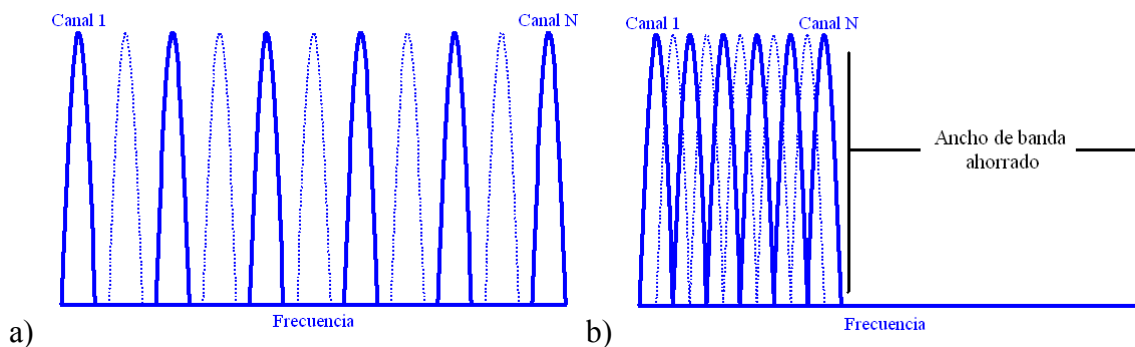 Canal 1
Canal N
Frecuencia
a)
Canal 1
Canal N
Ancho de banda
ahorrado
Frecuencia
b)